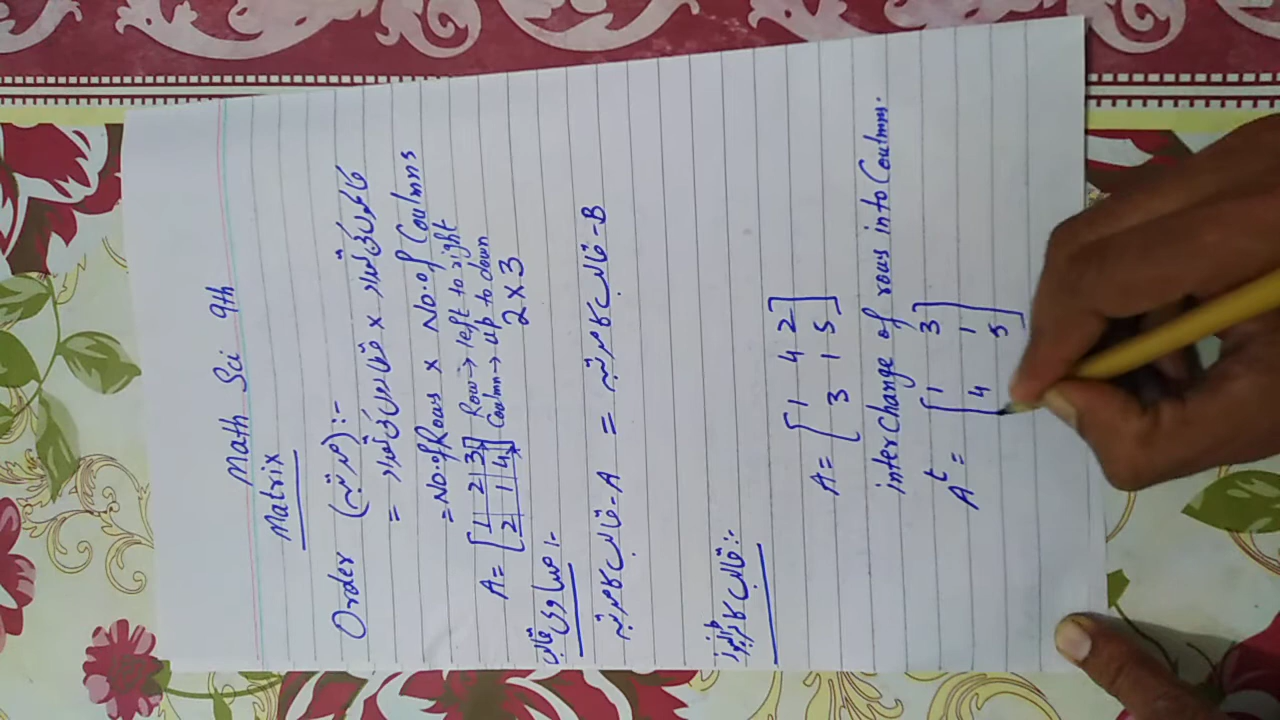 Math Sci 9th
Matrix
Order (مرتبہ):-
= قطاروں کی تعداد × کالموں کی تعداد
= No. of Rows × No. of Coulmns
A = [1 2 3 Row → left to right
2 1 4] Coulmn → up to down
2 × 3
مساوی قالب :-
قالب A - کا مرتبہ = قالب B - کا مرتبہ
قالب کا ٹرانسپوز :-
A = [1 4 2
3 1 5]
interchange of rows into Coulmns.
Aᵗ = [1 3
4 1
5]